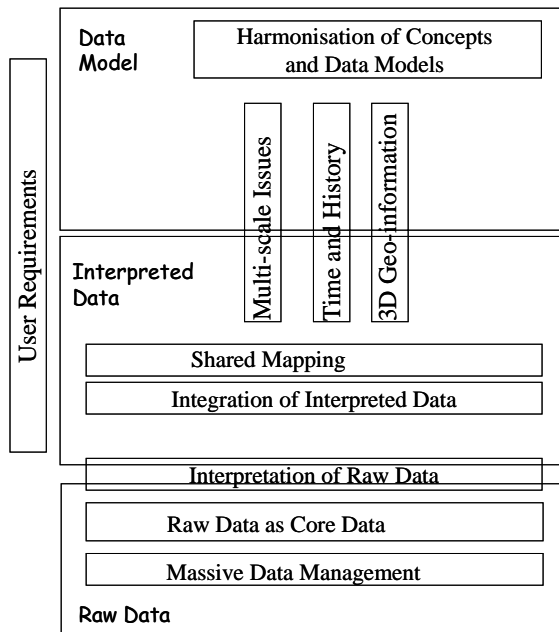 Data
Model
Harmonisation of Concepts
and Data Models
User Requirements
Multi-scale Issues
Time and History
3D Geo-information
Interpreted
Data
Shared Mapping
Integration of Interpreted Data
Interpretation of Raw Data
Raw Data as Core Data
Massive Data Management
Raw Data